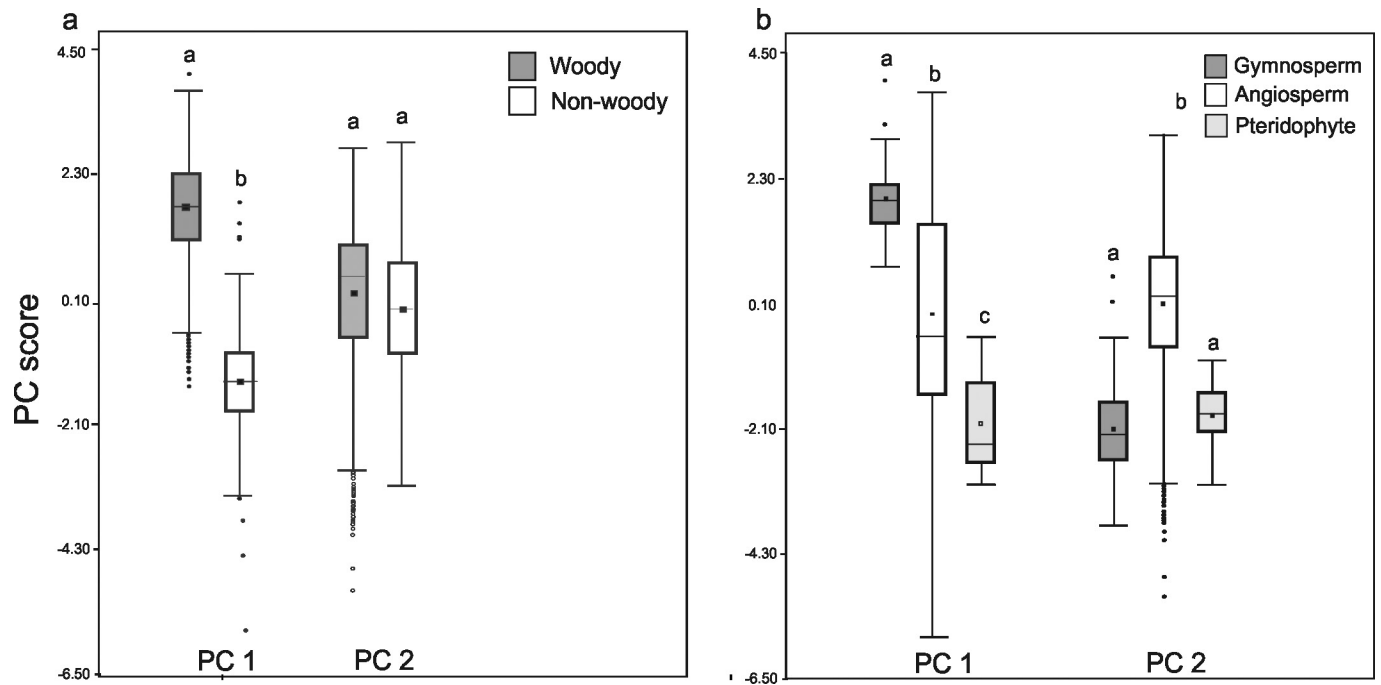 a
4.50
2.30
0.10
-2.10
-4.30
-6.50
PC score
a
b
a
a
Woody
Non-woody
PC 1
PC 2
b
4.50
2.30
0.10
-2.10
-4.30
-6.50
a
b
c
a
b
a
Gymnosperm
Angiosperm
Pteridophyte
PC 1
PC 2